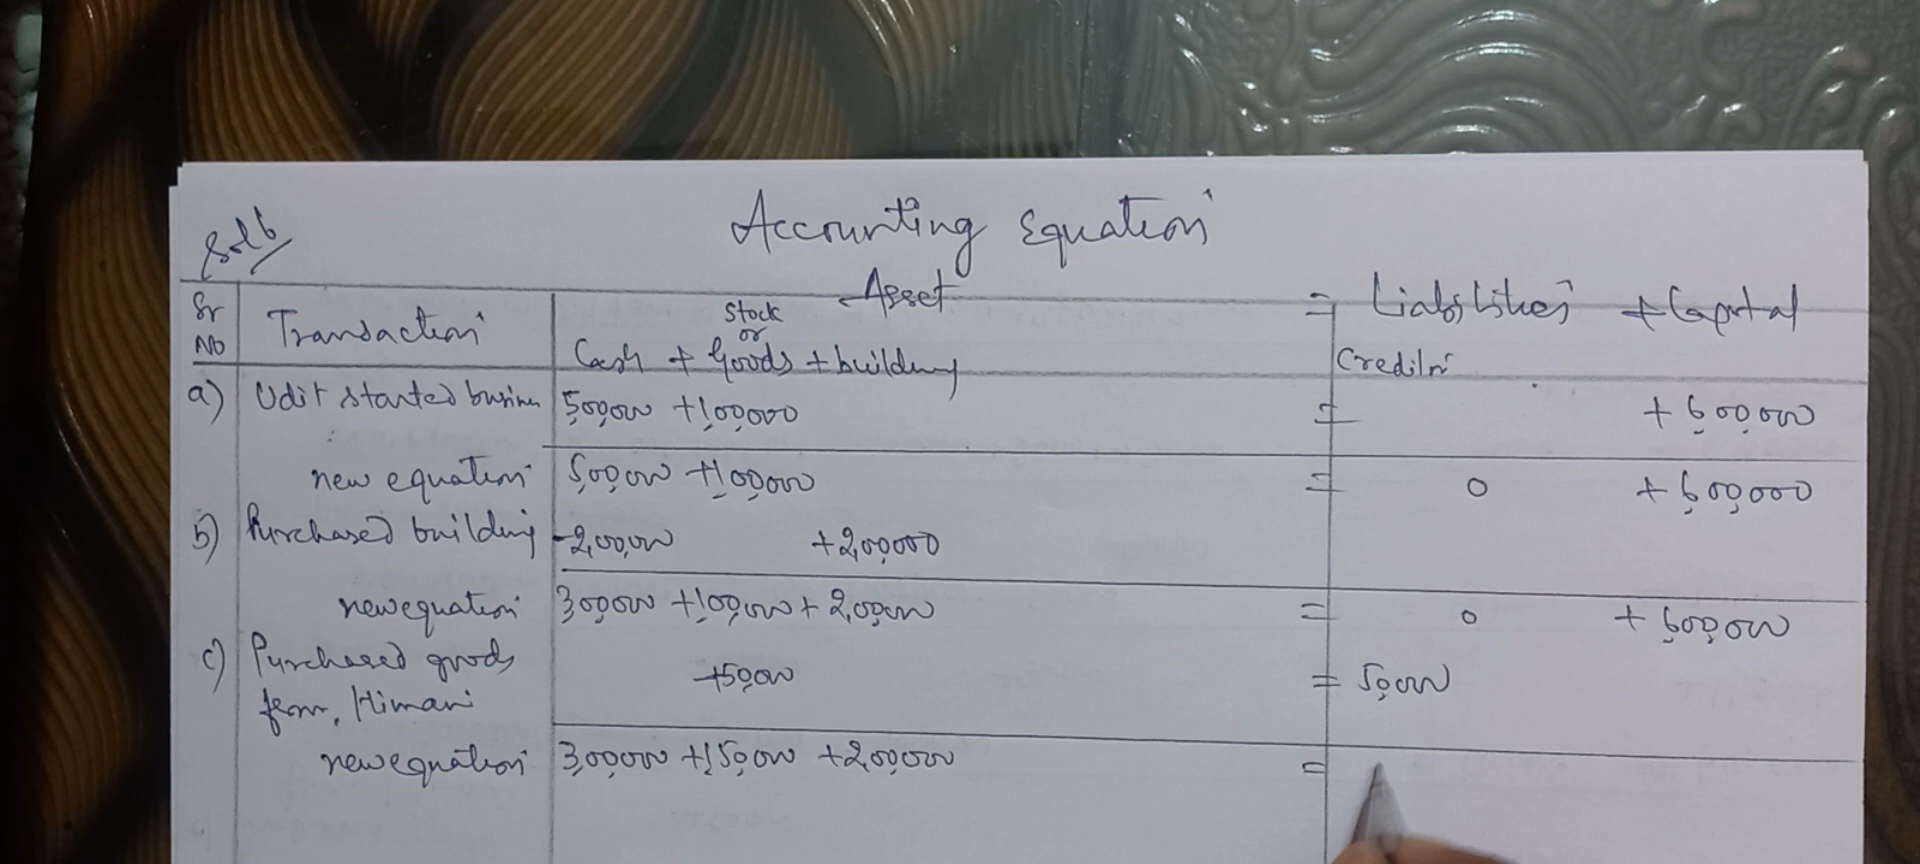 Sol 6
Accounting Equation
Sr No Transaction Asset = Liabilities + Capital
Cash + Stock or Goods + building Creditor
a) Udit started business 5,00,000 + 1,00,000 = + 6,00,000
new equation 5,00,000 + 1,00,000 = 0 + 6,00,000
b) Purchased building -2,00,000 +2,00,000
new equation 3,00,000 + 1,00,000 + 2,00,000 = 0 + 6,00,000
c) Purchased goods +50,000 = 50,000
from, Himani
new equation 3,00,000 + 1,50,000 + 2,00,000 =